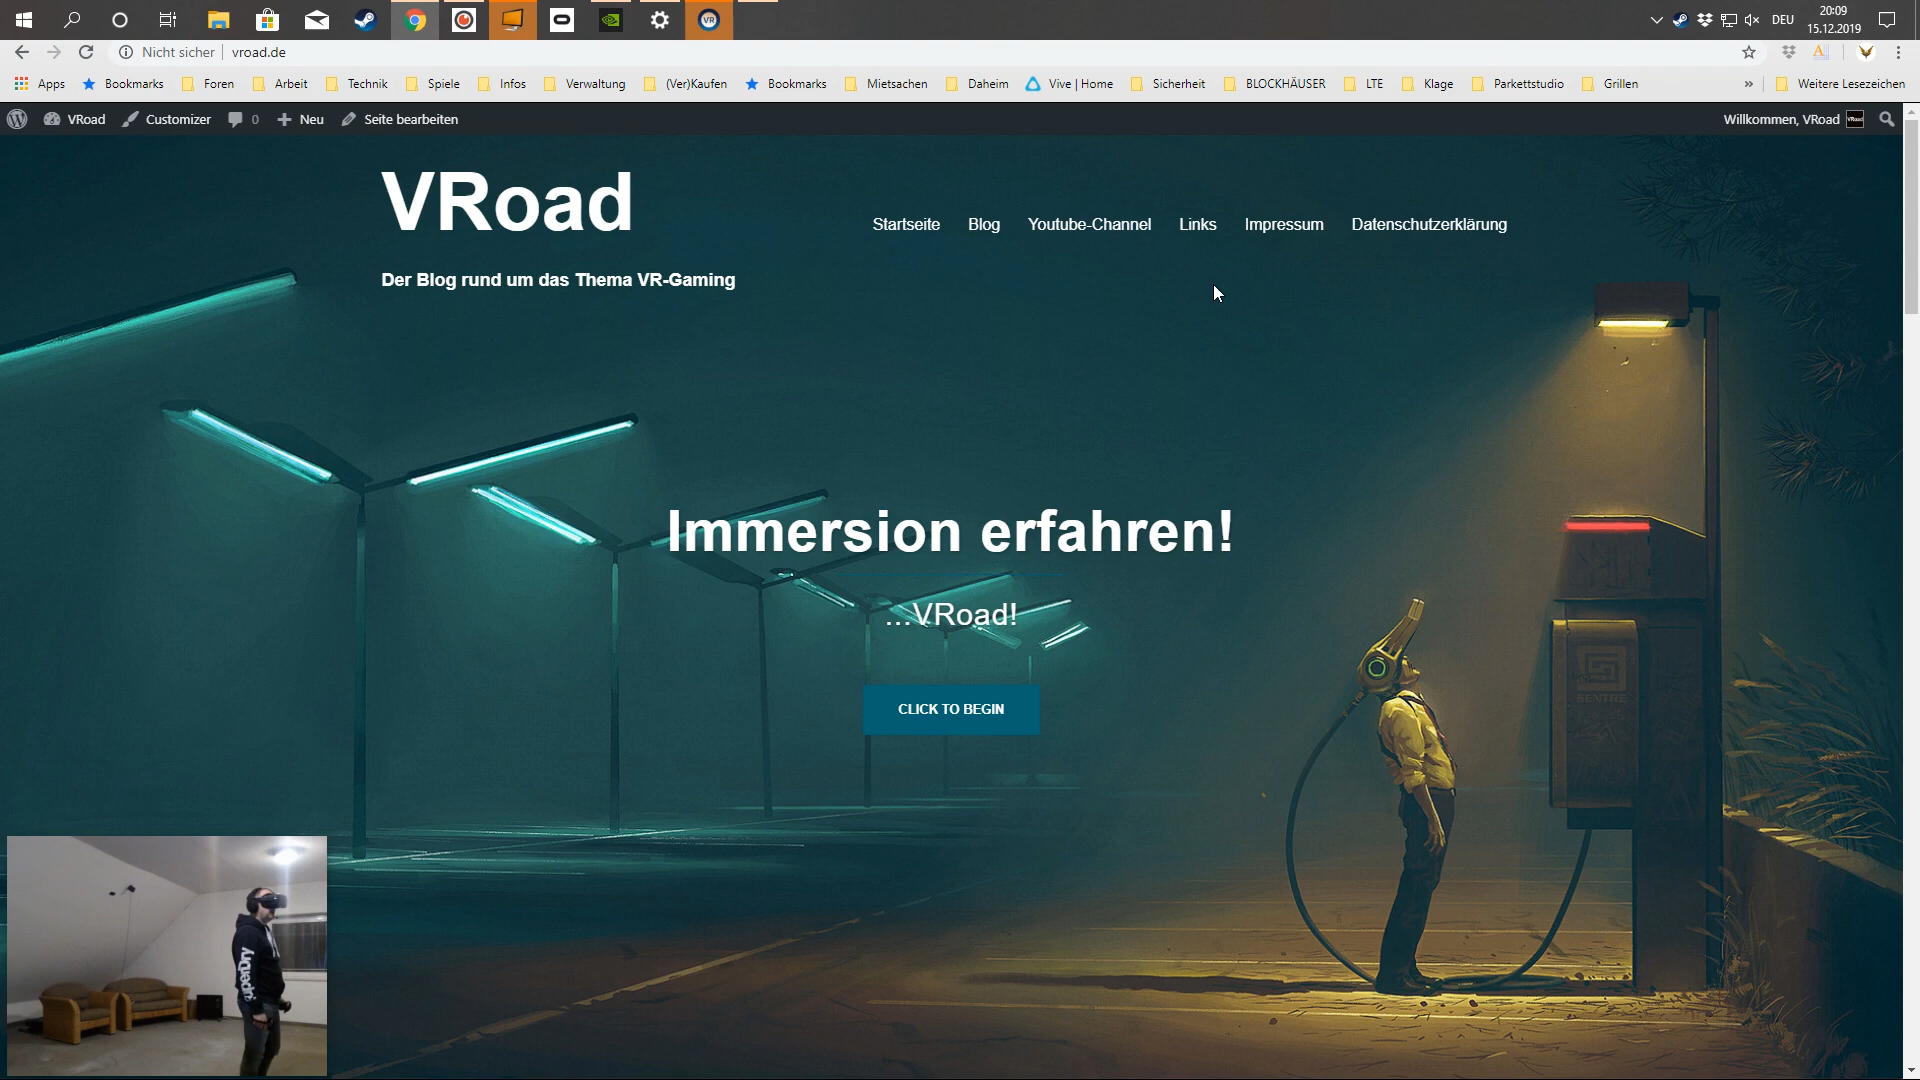 VR
DEU
20:09
15.12.2019
Nicht sicher | vroad.de
Apps Bookmarks Foren Arbeit Technik Spiele Infos Verwaltung (Ver)Kaufen Bookmarks Mietsachen Daheim Vive | Home Sicherheit BLOCKHÄUSER LTE Klage Parkettstudio Grillen » Weitere Lesezeichen
VRoad Customizer 0 Neu Seite bearbeiten Willkommen, VRoad
VRoad
Startseite Blog Youtube-Channel Links Impressum Datenschutzerklärung
Der Blog rund um das Thema VR-Gaming
Immersion erfahren!
...VRoad!
SENTRE
CLICK TO BEGIN
SuperDry